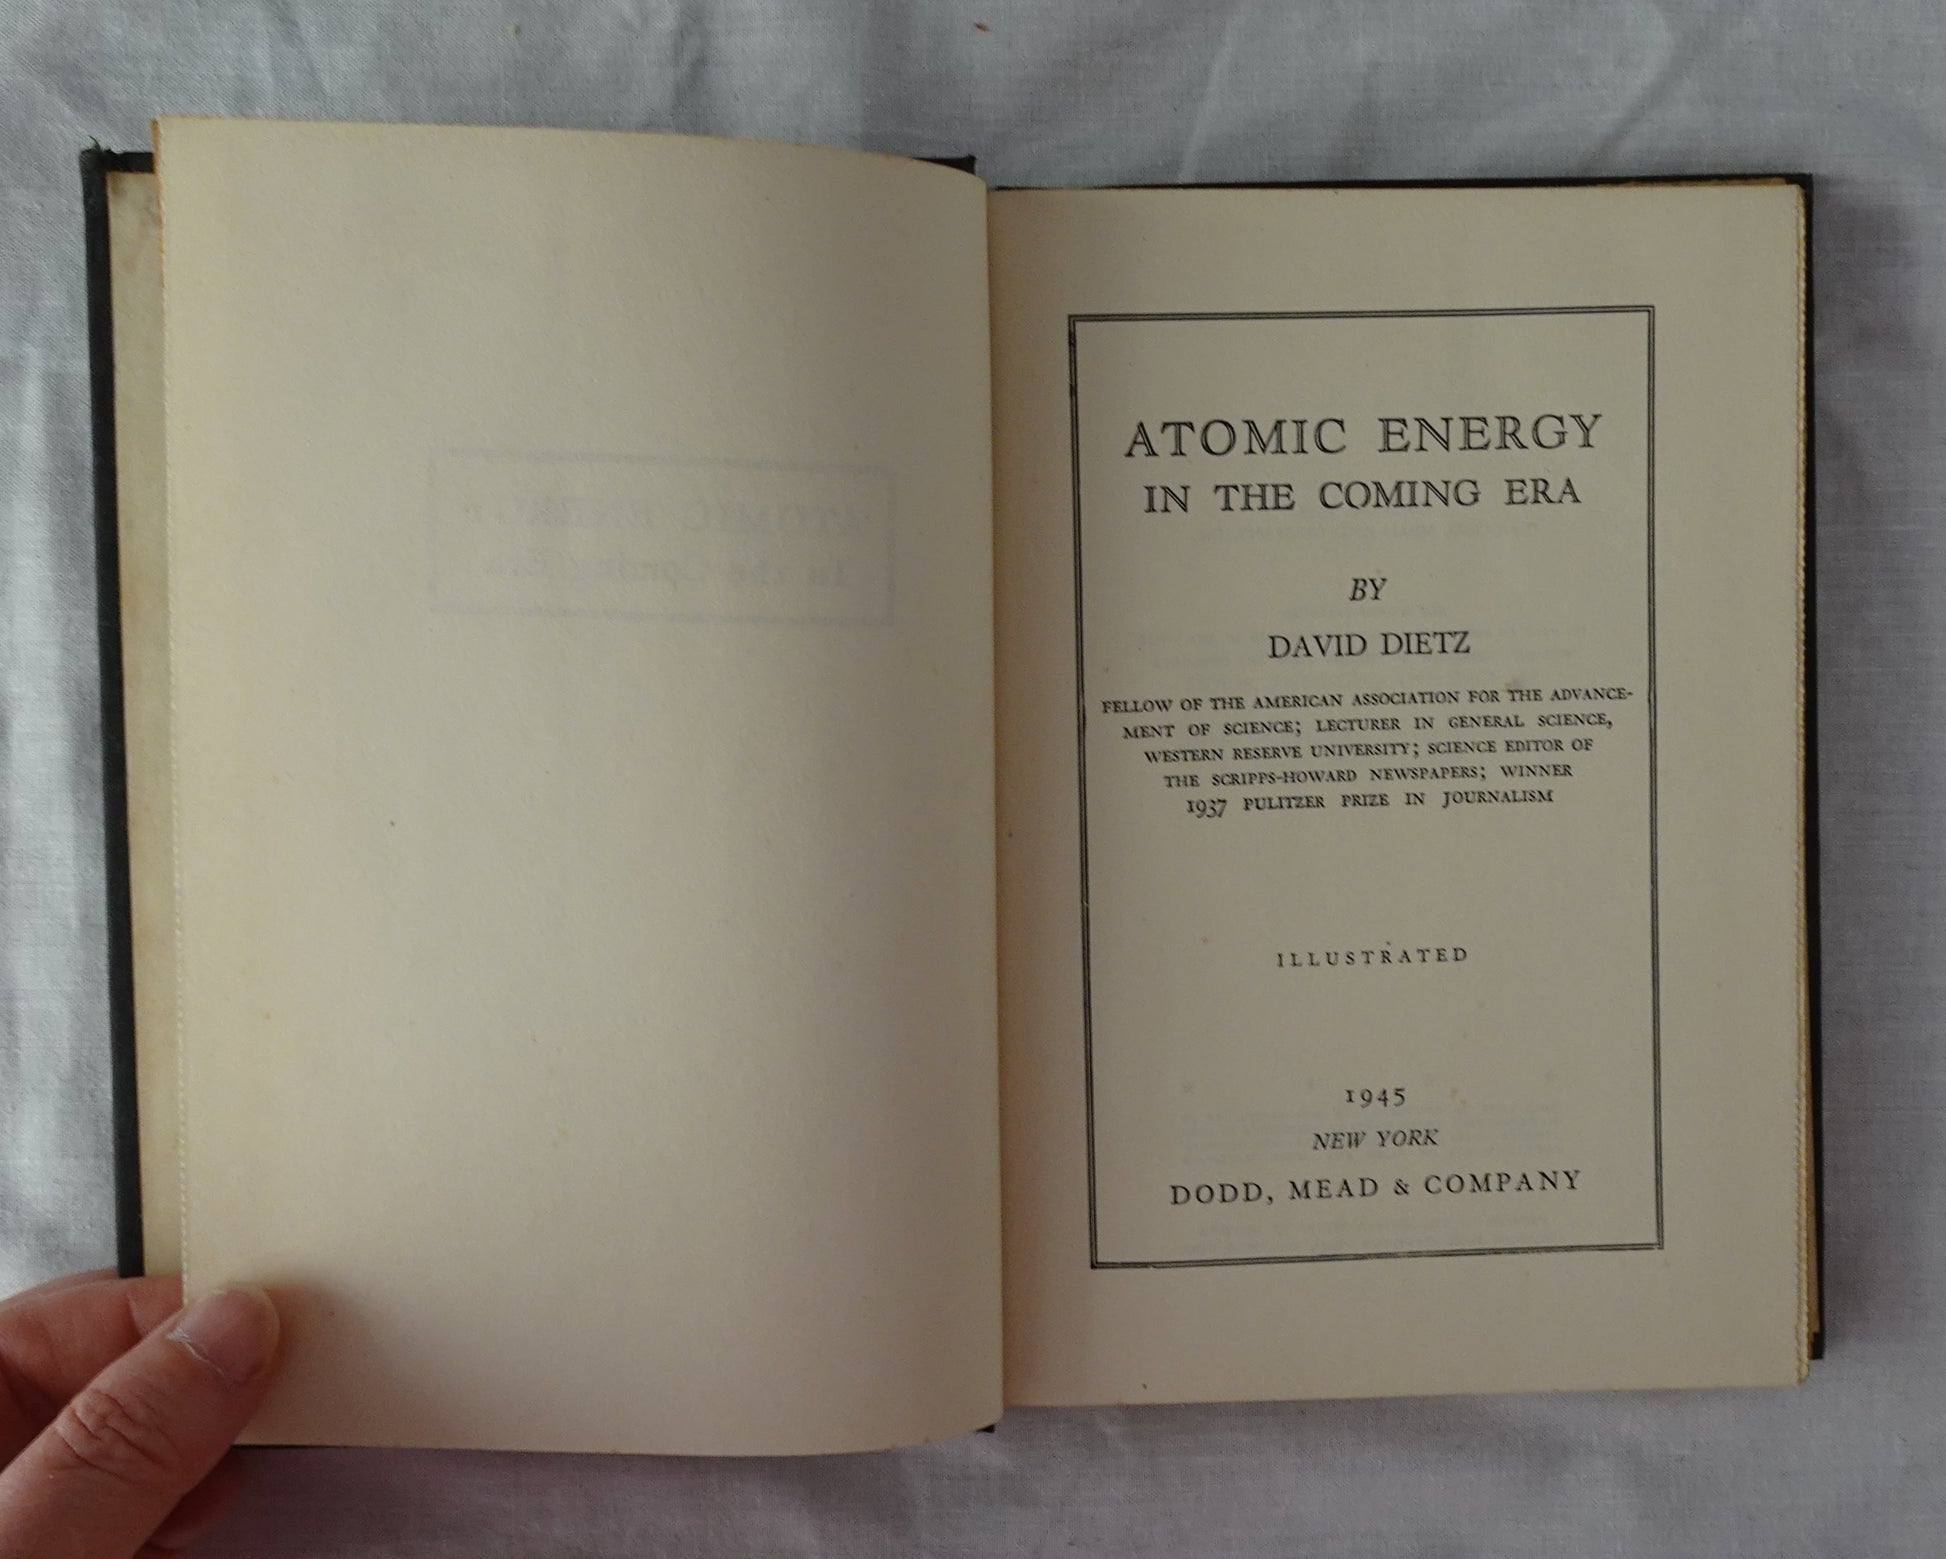 ATOMIC ENERGY
IN THE COMING ERA
BY
DAVID DIETZ
FELLOW OF THE AMERICAN ASSOCIATION FOR THE ADVANCE-
MENT OF SCIENCE; LECTURER IN GENERAL SCIENCE,
WESTERN RESERVE UNIVERSITY; SCIENCE EDITOR OF
THE SCRIPPS-HOWARD NEWSPAPERS; WINNER
1937 PULITZER PRIZE IN JOURNALISM
ILLUSTRATED
1945
NEW YORK
DODD, MEAD & COMPANY